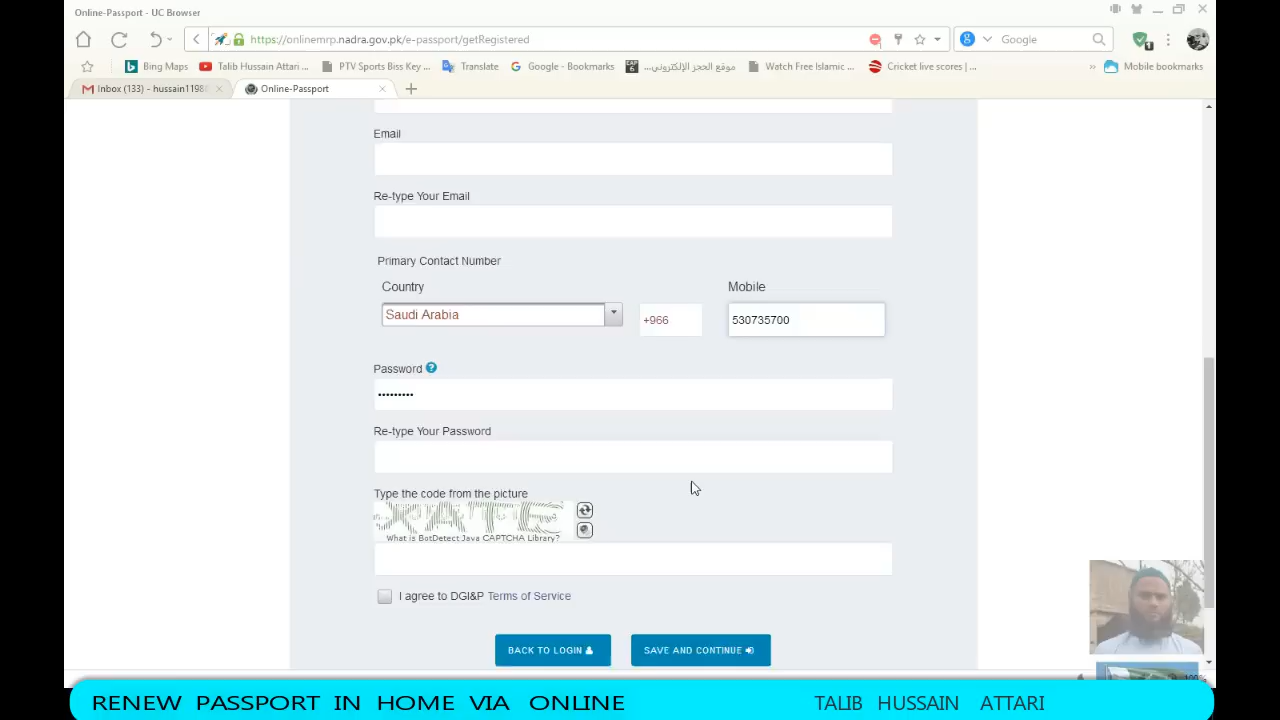 Online-Passport - UC Browser
https://onlinemrp.nadra.gov.pk/e-passport/getRegistered
Google
Bing Maps
Talib Hussain Attari ...
PTV Sports Biss Key ...
Translate
Google - Bookmarks
موقع الحجز الإلكتروني...
Watch Free Islamic ...
Cricket live scores | ...
Mobile bookmarks
Inbox (133) - hussain1198
Online-Passport
Email
Re-type Your Email
Primary Contact Number
Country
Mobile
Saudi Arabia
+966
530735700
Password
•••••••••
Re-type Your Password
Type the code from the picture
XATE
What is BotDetect Java CAPTCHA Library?
I agree to DGI&P Terms of Service
BACK TO LOGIN
SAVE AND CONTINUE
100%
RENEW PASSPORT IN HOME VIA ONLINE
TALIB HUSSAIN ATTARI